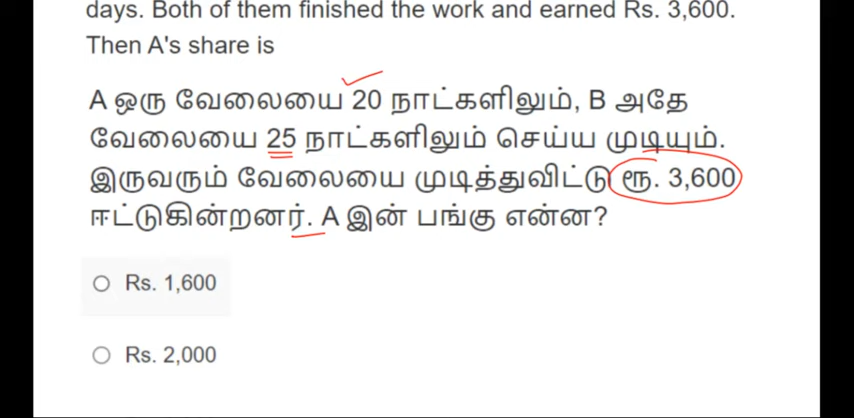 days. Both of them finished the work and earned Rs. 3,600.
Then A's share is
A ஒரு வேலையை 20 நாட்களிலும், B அதே
வேலையை 25 நாட்களிலும் செய்ய முடியும்.
இருவரும் வேலையை முடித்துவிட்டு ரூ. 3,600
ஈட்டுகின்றனர். A இன் பங்கு என்ன?
Rs. 1,600
Rs. 2,000